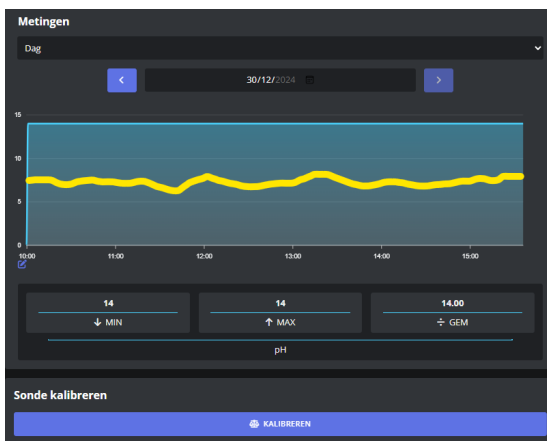 Metingen
Dag
30/12/2024
15
10
5
0
10:00 11:00 12:00 13:00 14:00 15:00
14 14 14.00
MIN MAX GEM
pH
Sonde kalibreren
KALIBREREN